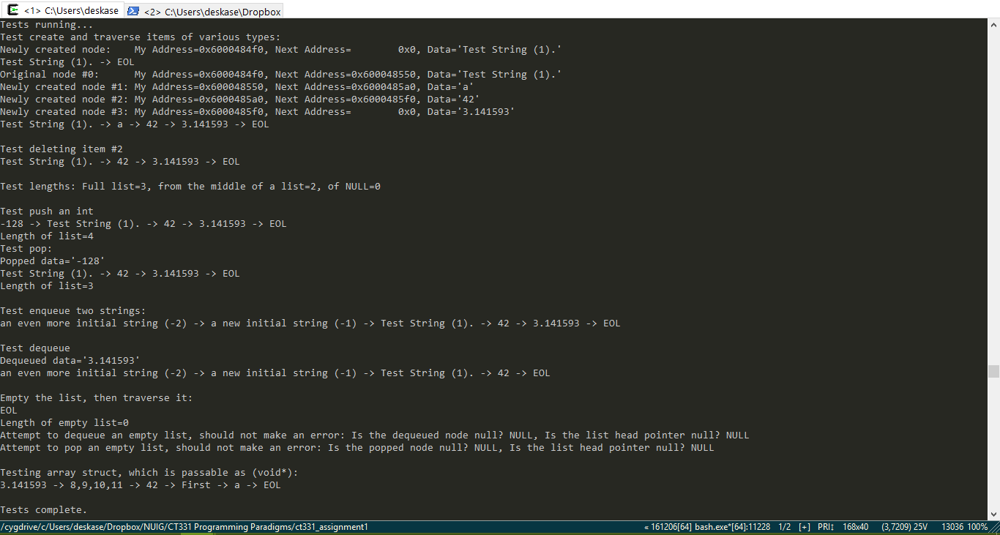 <1> C:\Users\deskase <2> C:\Users\deskase\Dropbox
Tests running...
Test create and traverse items of various types:
Newly created node:    My Address=0x6000484f0, Next Address=        0x0, Data='Test String (1).'
Test String (1). -> EOL
Original node #0:      My Address=0x6000484f0, Next Address=0x600048550, Data='Test String (1).'
Newly created node #1: My Address=0x600048550, Next Address=0x6000485a0, Data='a'
Newly created node #2: My Address=0x6000485a0, Next Address=0x6000485f0, Data='42'
Newly created node #3: My Address=0x6000485f0, Next Address=        0x0, Data='3.141593'
Test String (1). -> a -> 42 -> 3.141593 -> EOL
Test deleting item #2
Test String (1). -> 42 -> 3.141593 -> EOL
Test lengths: Full list=3, from the middle of a list=2, of NULL=0
Test push an int
-128 -> Test String (1). -> 42 -> 3.141593 -> EOL
Length of list=4
Test pop:
Popped data='-128'
Test String (1). -> 42 -> 3.141593 -> EOL
Length of list=3
Test enqueue two strings:
an even more initial string (-2) -> a new initial string (-1) -> Test String (1). -> 42 -> 3.141593 -> EOL
Test dequeue
Dequeued data='3.141593'
an even more initial string (-2) -> a new initial string (-1) -> Test String (1). -> 42 -> EOL
Empty the list, then traverse it:
EOL
Length of empty list=0
Attempt to dequeue an empty list, should not make an error: Is the dequeued node null? NULL, Is the list head pointer null? NULL
Attempt to pop an empty list, should not make an error: Is the popped node null? NULL, Is the list head pointer null? NULL
Testing array struct, which is passable as (void*):
3.141593 -> 8,9,10,11 -> 42 -> First -> a -> EOL
Tests complete.
/cygdrive/c/Users/deskase/Dropbox/NUIG/CT331 Programming Paradigms/ct331_assignment1 « 161206[64] bash.exe*[64]:11228 1/2 [+] PRI↕ 168x40 (3,7209) 25V 13036 100%